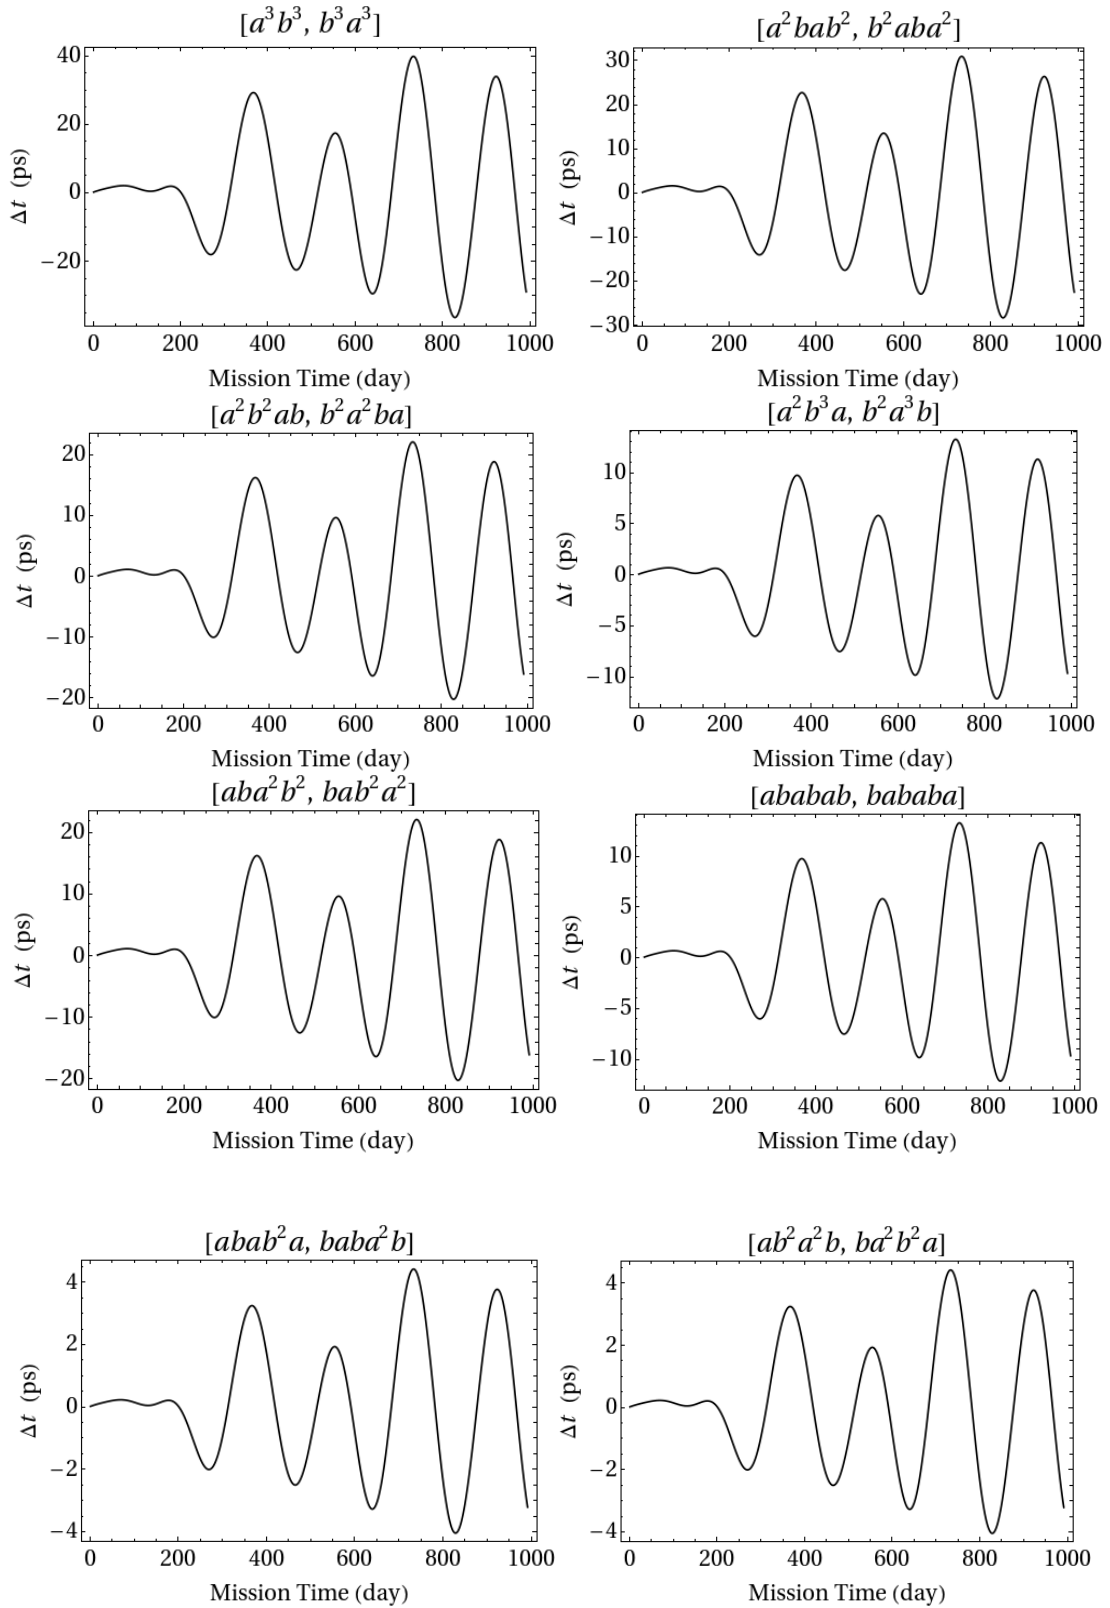 [a³b³, b³a³]
40
20
0
−20
Δt (ps)
0 200 400 600 800 1000
Mission Time (day)
[a²bab², b²aba²]
30
20
10
0
−10
−20
−30
Δt (ps)
0 200 400 600 800 1000
Mission Time (day)
[a²b²ab, b²a²ba]
20
10
0
−10
−20
Δt (ps)
0 200 400 600 800 1000
Mission Time (day)
[a²b³a, b²a³b]
10
5
0
−5
−10
Δt (ps)
0 200 400 600 800 1000
Mission Time (day)
[aba²b², bab²a²]
20
10
0
−10
−20
Δt (ps)
0 200 400 600 800 1000
Mission Time (day)
[ababab, bababa]
10
5
0
−5
−10
Δt (ps)
0 200 400 600 800 1000
Mission Time (day)
[abab²a, baba²b]
4
2
0
−2
−4
Δt (ps)
0 200 400 600 800 1000
Mission Time (day)
[ab²a²b, ba²b²a]
4
2
0
−2
−4
Δt (ps)
0 200 400 600 800 1000
Mission Time (day)